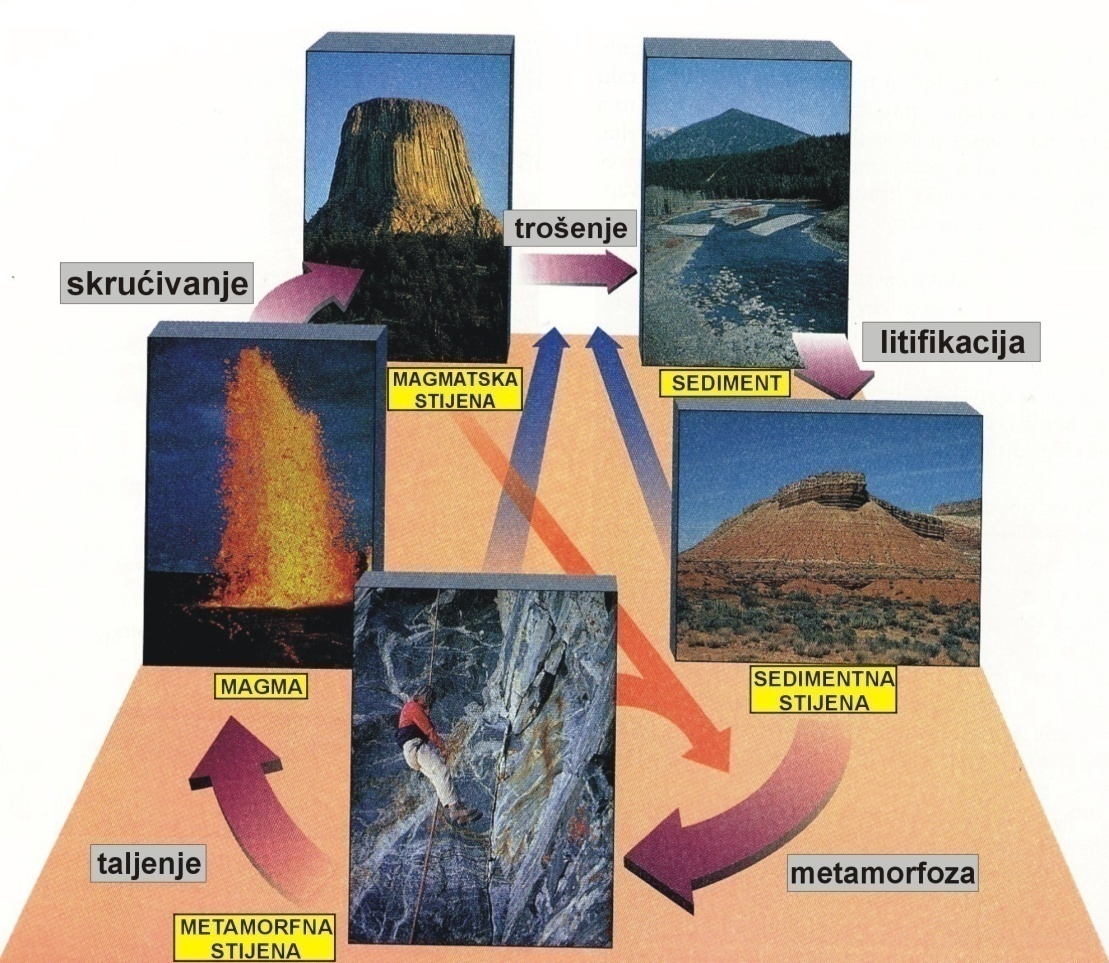 trošenje
skrućivanje
litifikacija
MAGMATSKA
STIJENA
SEDIMENT
MAGMA
SEDIMENTNA
STIJENA
taljenje
metamorfoza
METAMORFNA
STIJENA